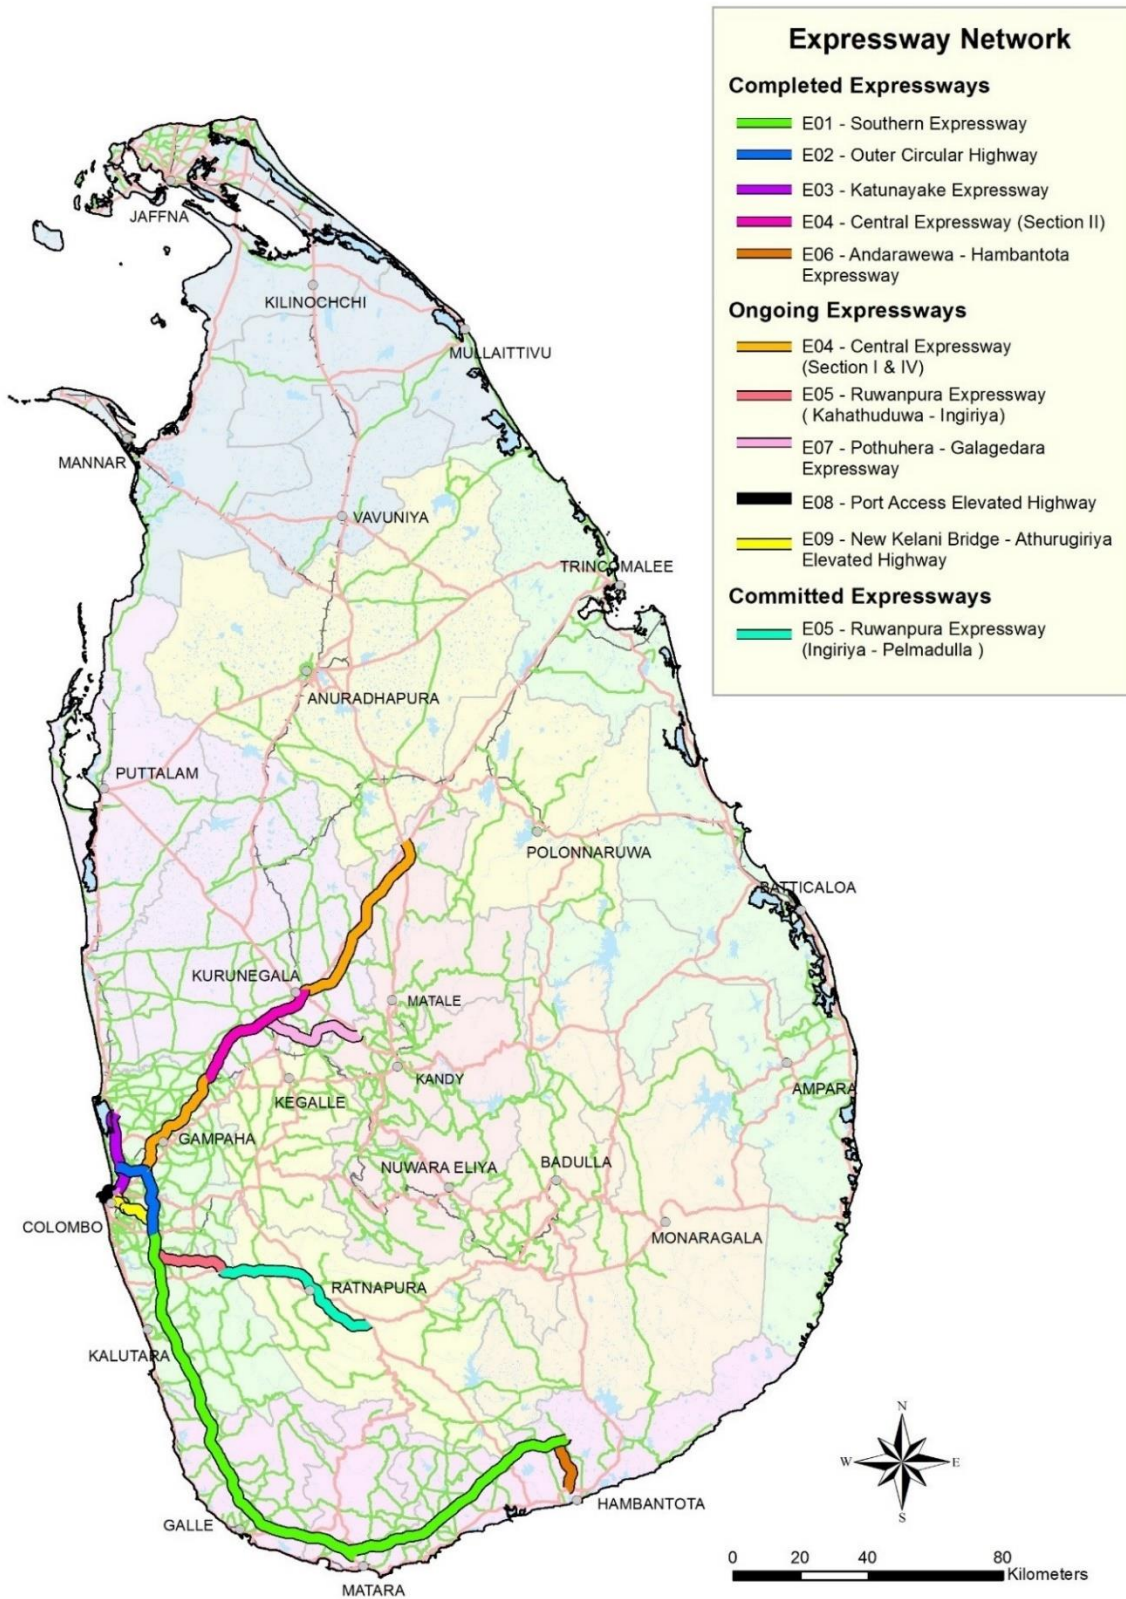 Expressway Network
Completed Expressways
E01 - Southern Expressway
E02 - Outer Circular Highway
E03 - Katunayake Expressway
E04 - Central Expressway (Section II)
E06 - Andarawewa - Hambantota
Expressway
Ongoing Expressways
E04 - Central Expressway
(Section I & IV)
E05 - Ruwanpura Expressway
( Kahathuduwa - Ingiriya)
E07 - Pothuhera - Galagedara
Expressway
E08 - Port Access Elevated Highway
E09 - New Kelani Bridge - Athurugiriya
Elevated Highway
Committed Expressways
E05 - Ruwanpura Expressway
(Ingiriya - Pelmadulla )
JAFFNA
KILINOCHCHI
MULLAITTIVU
MANNAR
VAVUNIYA
TRINCOMALEE
ANURADHAPURA
PUTTALAM
POLONNARUWA
BATTICALOA
KURUNEGALA
MATALE
KANDY
AMPARA
KEGALLE
GAMPAHA
NUWARA ELIYA
BADULLA
COLOMBO
MONARAGALA
RATNAPURA
KALUTARA
HAMBANTOTA
GALLE
MATARA
N
W
E
S
0 20 40 80
Kilometers